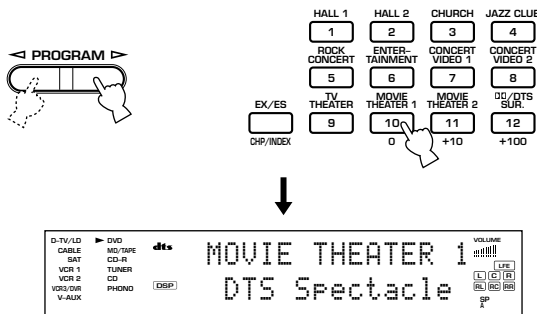 HALL 1 HALL 2 CHURCH JAZZ CLUB
1 2 3 4
◁ PROGRAM ▷
ROCK CONCERT ENTER-TAINMENT CONCERT VIDEO 1 CONCERT VIDEO 2
5 6 7 8
EX/ES TV THEATER MOVIE THEATER 1 MOVIE THEATER 2 /DTS SUR.
9 10 11 12
CHP/INDEX 0 +10 +100
D-TV/LD DVD
CABLE MD/TAPE
SAT CD-R
VCR 1 TUNER
VCR 2 CD
VCR3/DVR PHONO
V-AUX
dts
DSP
MOVIE THEATER 1
DTS Spectacle
VOLUME
LFE
L C R
RL RC RR
SP
A